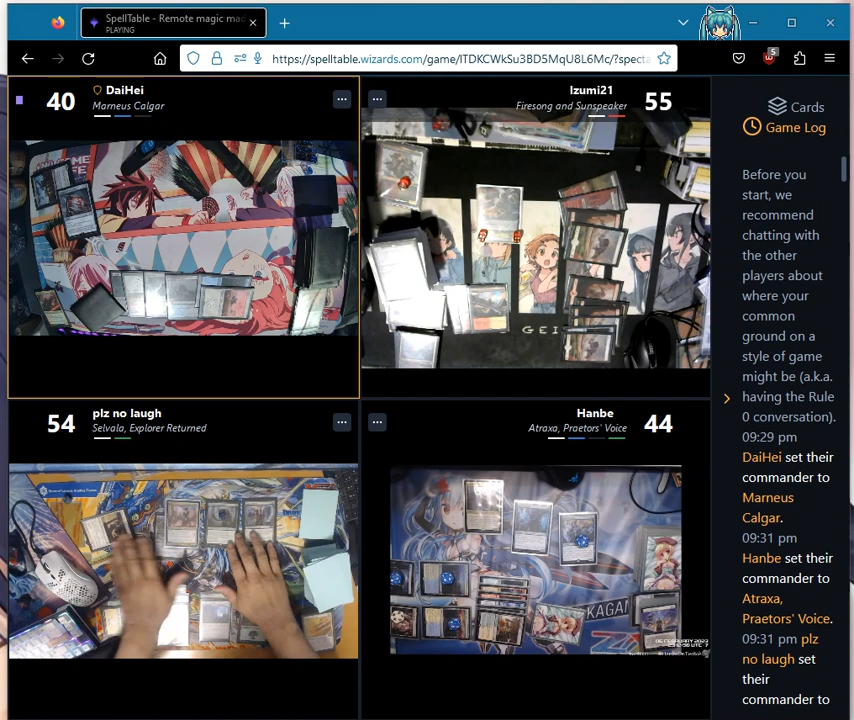 SpellTable - Remote magic mad
PLAYING
5
https://spelltable.wizards.com/game/ITDKCWkSu3BD5MqU8L6Mc/?specta
40
DaiHei
Marneus Calgar
Izumi21
Firesong and Sunspeaker
55
GEIS
54
plz no laugh
Selvala, Explorer Returned
Hanbe
Atraxa, Praetors' Voice
44
KAGAMI
Cards
Game Log
Before you
start, we
recommend
chatting with
the other
players about
where your
common
ground on a
style of game
might be (a.k.a.
having the Rule
0 conversation).
09:29 pm
DaiHei set their
commander to
Marneus
Calgar.
09:31 pm
Hanbe set their
commander to
Atraxa,
Praetors' Voice.
09:31 pm plz
no laugh set
their
commander to